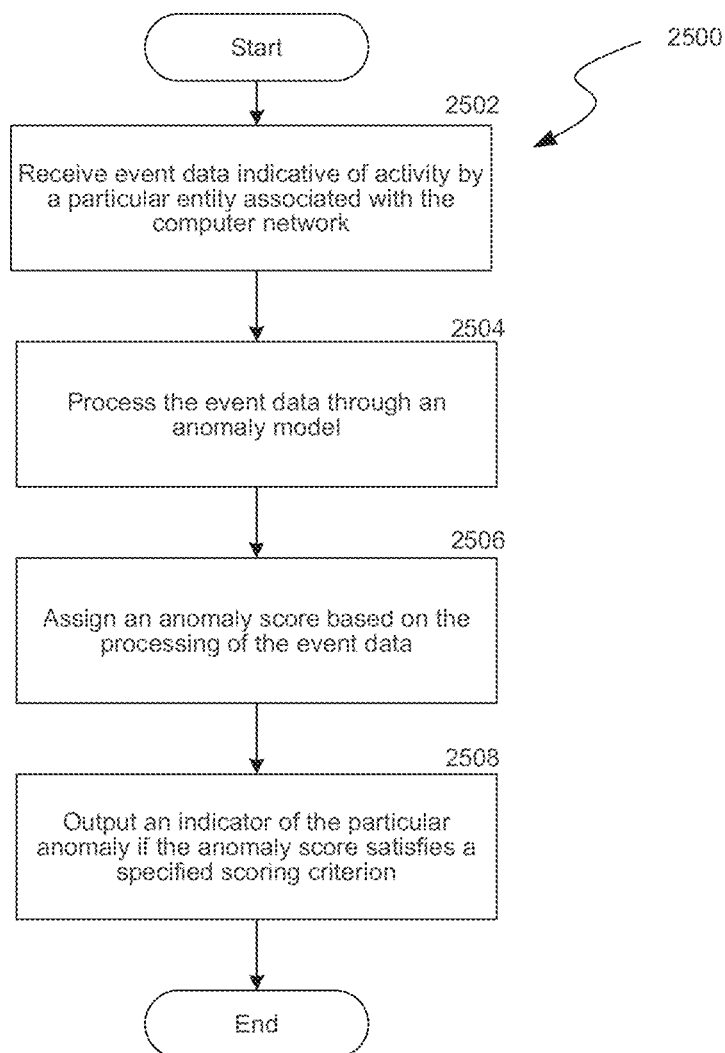 Start
2500
2502
Receive event data indicative of activity by
a particular entity associated with the
computer network
2504
Process the event data through an
anomaly model
2506
Assign an anomaly score based on the
processing of the event data
2508
Output an indicator of the particular
anomaly if the anomaly score satisfies a
specified scoring criterion
End